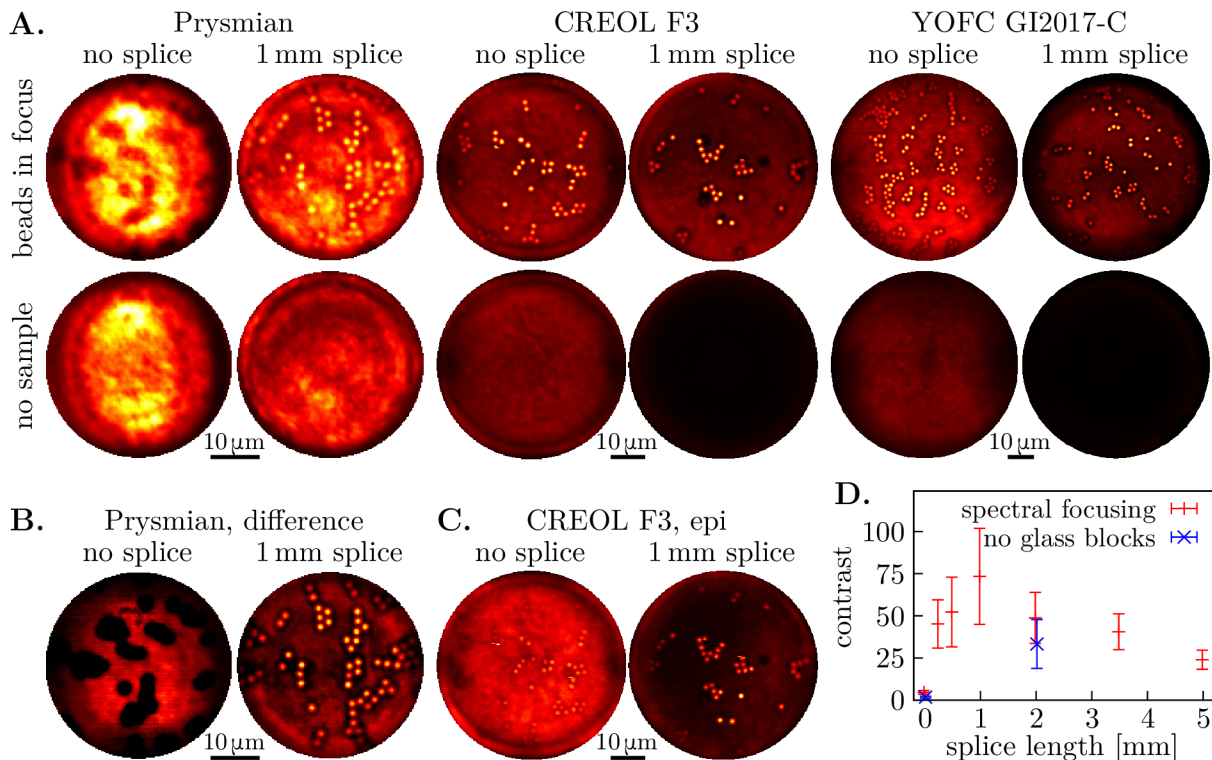 A.
Prysmian
CREOL F3
YOFC GI2017-C
no splice
1 mm splice
no splice
1 mm splice
no splice
1 mm splice
beads in focus
no sample
10 µm
10 µm
10 µm
B.
Prysmian, difference
no splice
1 mm splice
10 µm
C.
CREOL F3, epi
no splice
1 mm splice
10 µm
D.
spectral focusing
no glass blocks
contrast
100
75
50
25
0
0 1 2 3 4 5
splice length [mm]